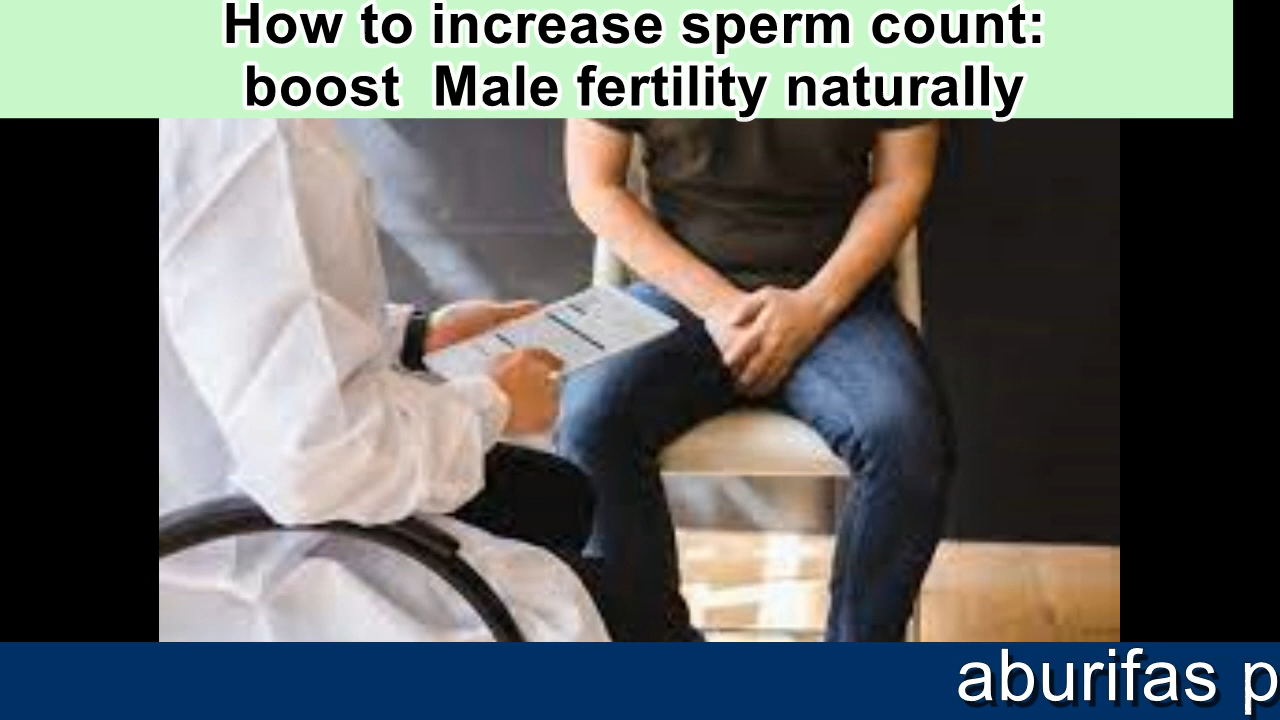 How to increase sperm count:
boost  Male fertility naturally
aburifas p